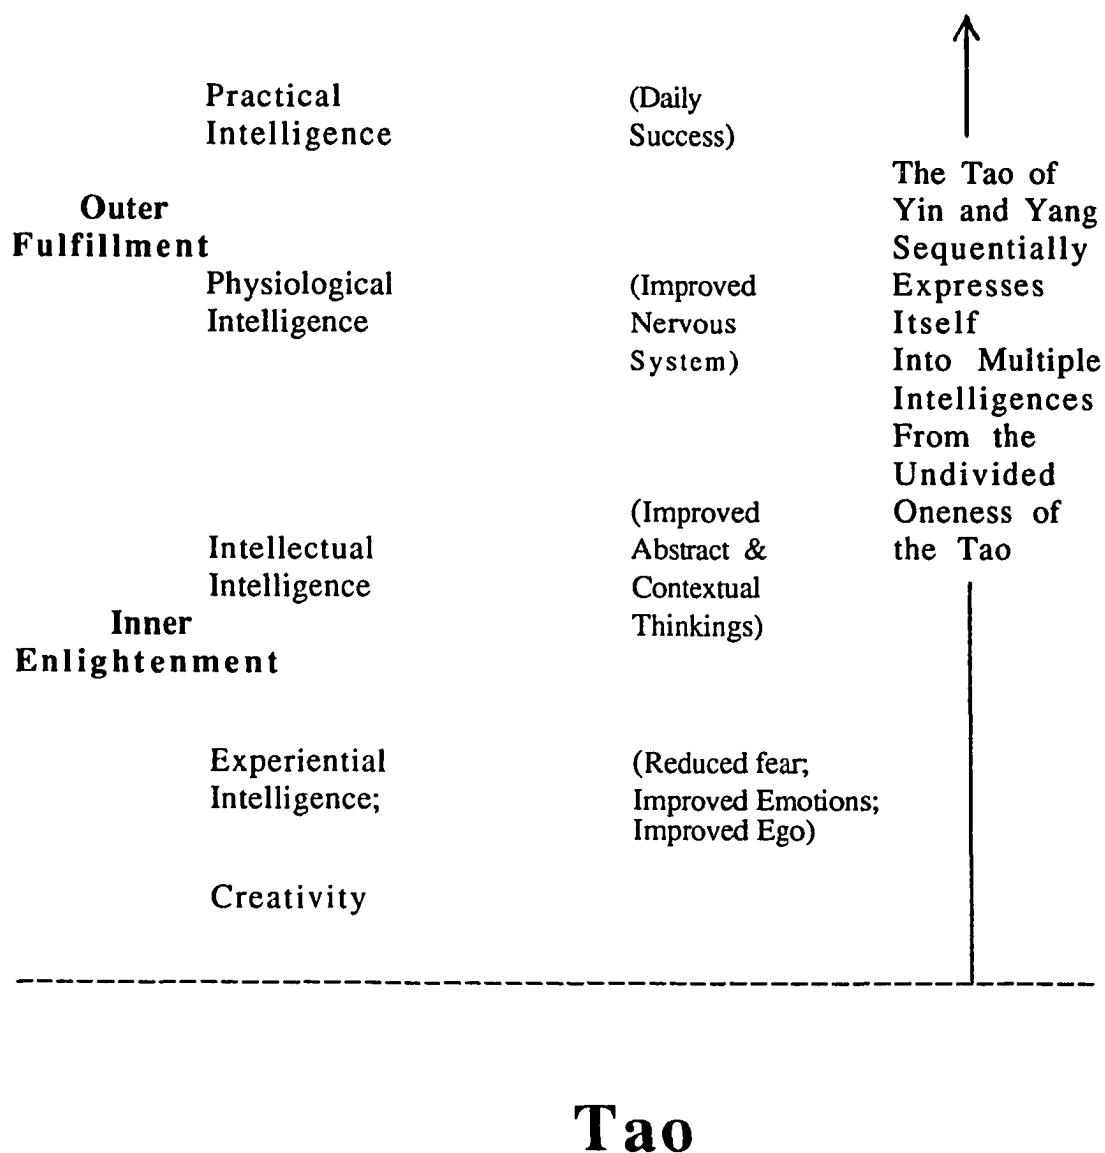 Practical
Intelligence
(Daily
Success)
Outer
Fulfillment
Physiological
Intelligence
(Improved
Nervous
System)
Intellectual
Intelligence
(Improved
Abstract &
Contextual
Thinkings)
Inner
Enlightenment
Experiential
Intelligence;
(Reduced fear;
Improved Emotions;
Improved Ego)
Creativity
The Tao of
Yin and Yang
Sequentially
Expresses
Itself
Into Multiple
Intelligences
From the
Undivided
Oneness of
the Tao
Tao